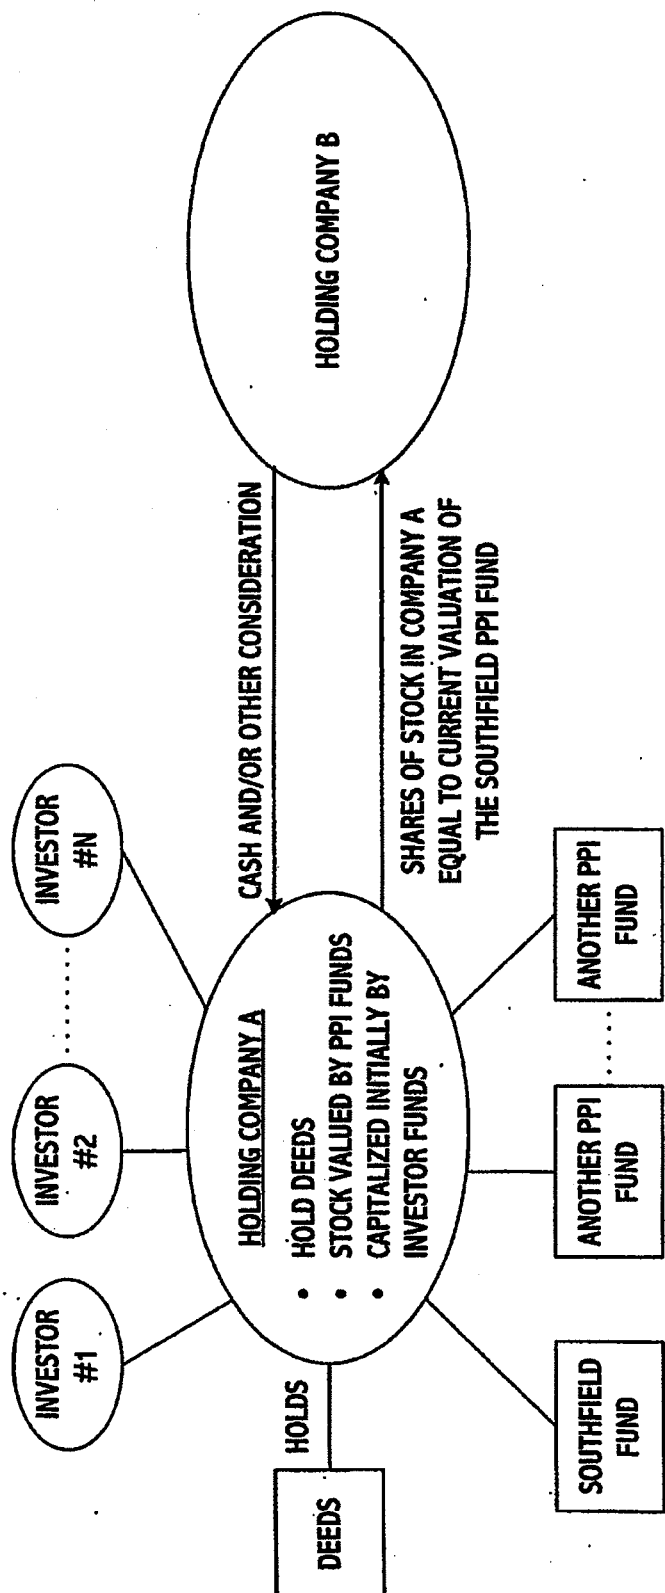 INVESTOR
#1
INVESTOR
#2
INVESTOR
#N
DEEDS
HOLDS
HOLDING COMPANY A
• HOLD DEEDS
• STOCK VALUED BY PPI FUNDS
• CAPITALIZED INITIALLY BY
INVESTOR FUNDS
CASH AND/OR OTHER CONSIDERATION
SHARES OF STOCK IN COMPANY A
EQUAL TO CURRENT VALUATION OF
THE SOUTHFIELD PPI FUND
HOLDING COMPANY B
SOUTHFIELD
FUND
ANOTHER PPI
FUND
ANOTHER PPI
FUND